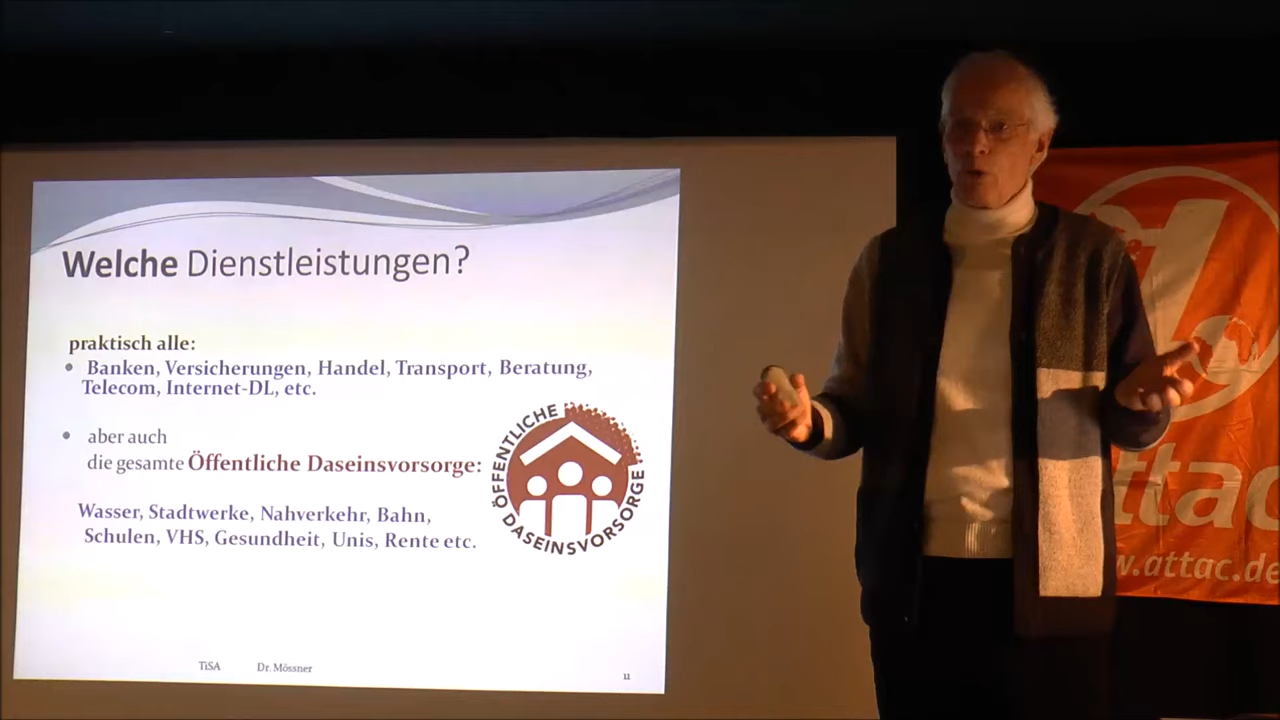 Welche Dienstleistungen?
praktisch alle:
• Banken, Versicherungen, Handel, Transport, Beratung,
Telecom, Internet-DL, etc.
• aber auch
die gesamte Öffentliche Daseinsvorsorge:
Wasser, Stadtwerke, Nahverkehr, Bahn,
Schulen, VHS, Gesundheit, Unis, Rente etc.
ÖFFENTLICHE
DASEINSVORSORGE
TiSA Dr. Mössner
11
attac
w.attac.de